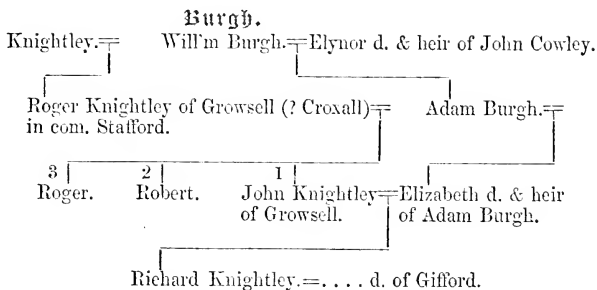 Burgh.
Knightley.= Will'm Burgh.=Elynor d. & heir of John Cowley.
Roger Knightley of Growsell (? Croxall)= Adam Burgh.=
in com. Stafford.
3 2 1
Roger. Robert. John Knightley=Elizabeth d. & heir
of Growsell. of Adam Burgh.
Richard Knightley.=.... d. of Gifford.